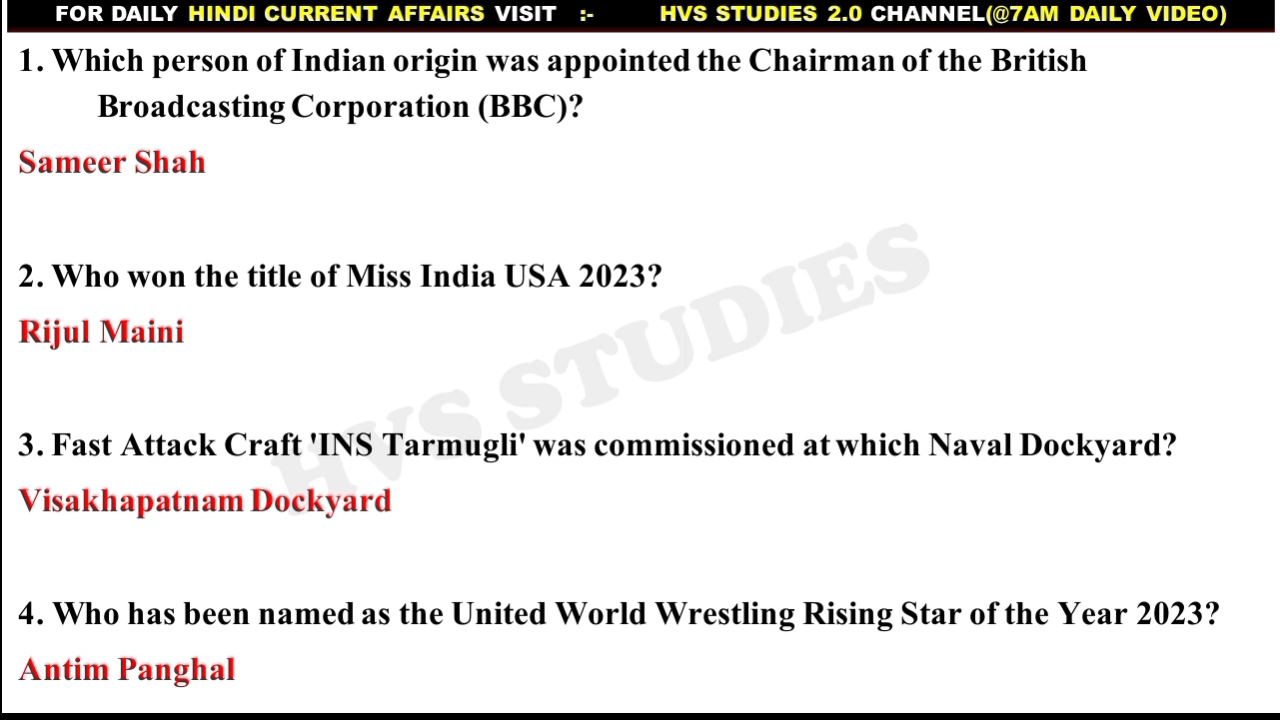 FOR DAILY HINDI CURRENT AFFAIRS VISIT :- HVS STUDIES 2.0 CHANNEL(@7AM DAILY VIDEO)
1. Which person of Indian origin was appointed the Chairman of the British
Broadcasting Corporation (BBC)?
Sameer Shah
2. Who won the title of Miss India USA 2023?
Rijul Maini
HVS STUDIES
3. Fast Attack Craft 'INS Tarmugli' was commissioned at which Naval Dockyard?
Visakhapatnam Dockyard
4. Who has been named as the United World Wrestling Rising Star of the Year 2023?
Antim Panghal